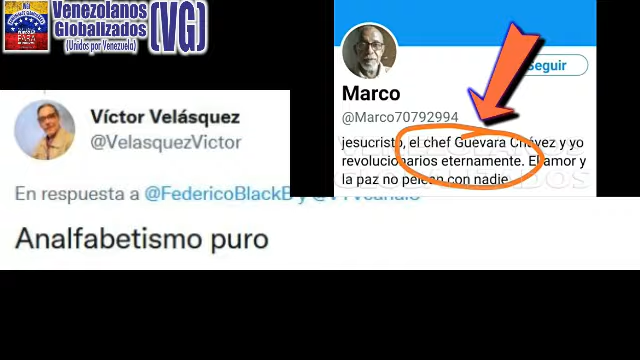 Venezolanos
Globalizados
(Unidos por Venezuela)
(VG)
Seguir
Marco
@Marco70792994
jesucristo, el chef Guevara Chávez y yo
revolucionarios eternamente. El amor y
la paz no pelean con nadie.
Víctor Velásquez
@VelasquezVictor
En respuesta a @FedericoBlackB y
Analfabetismo puro